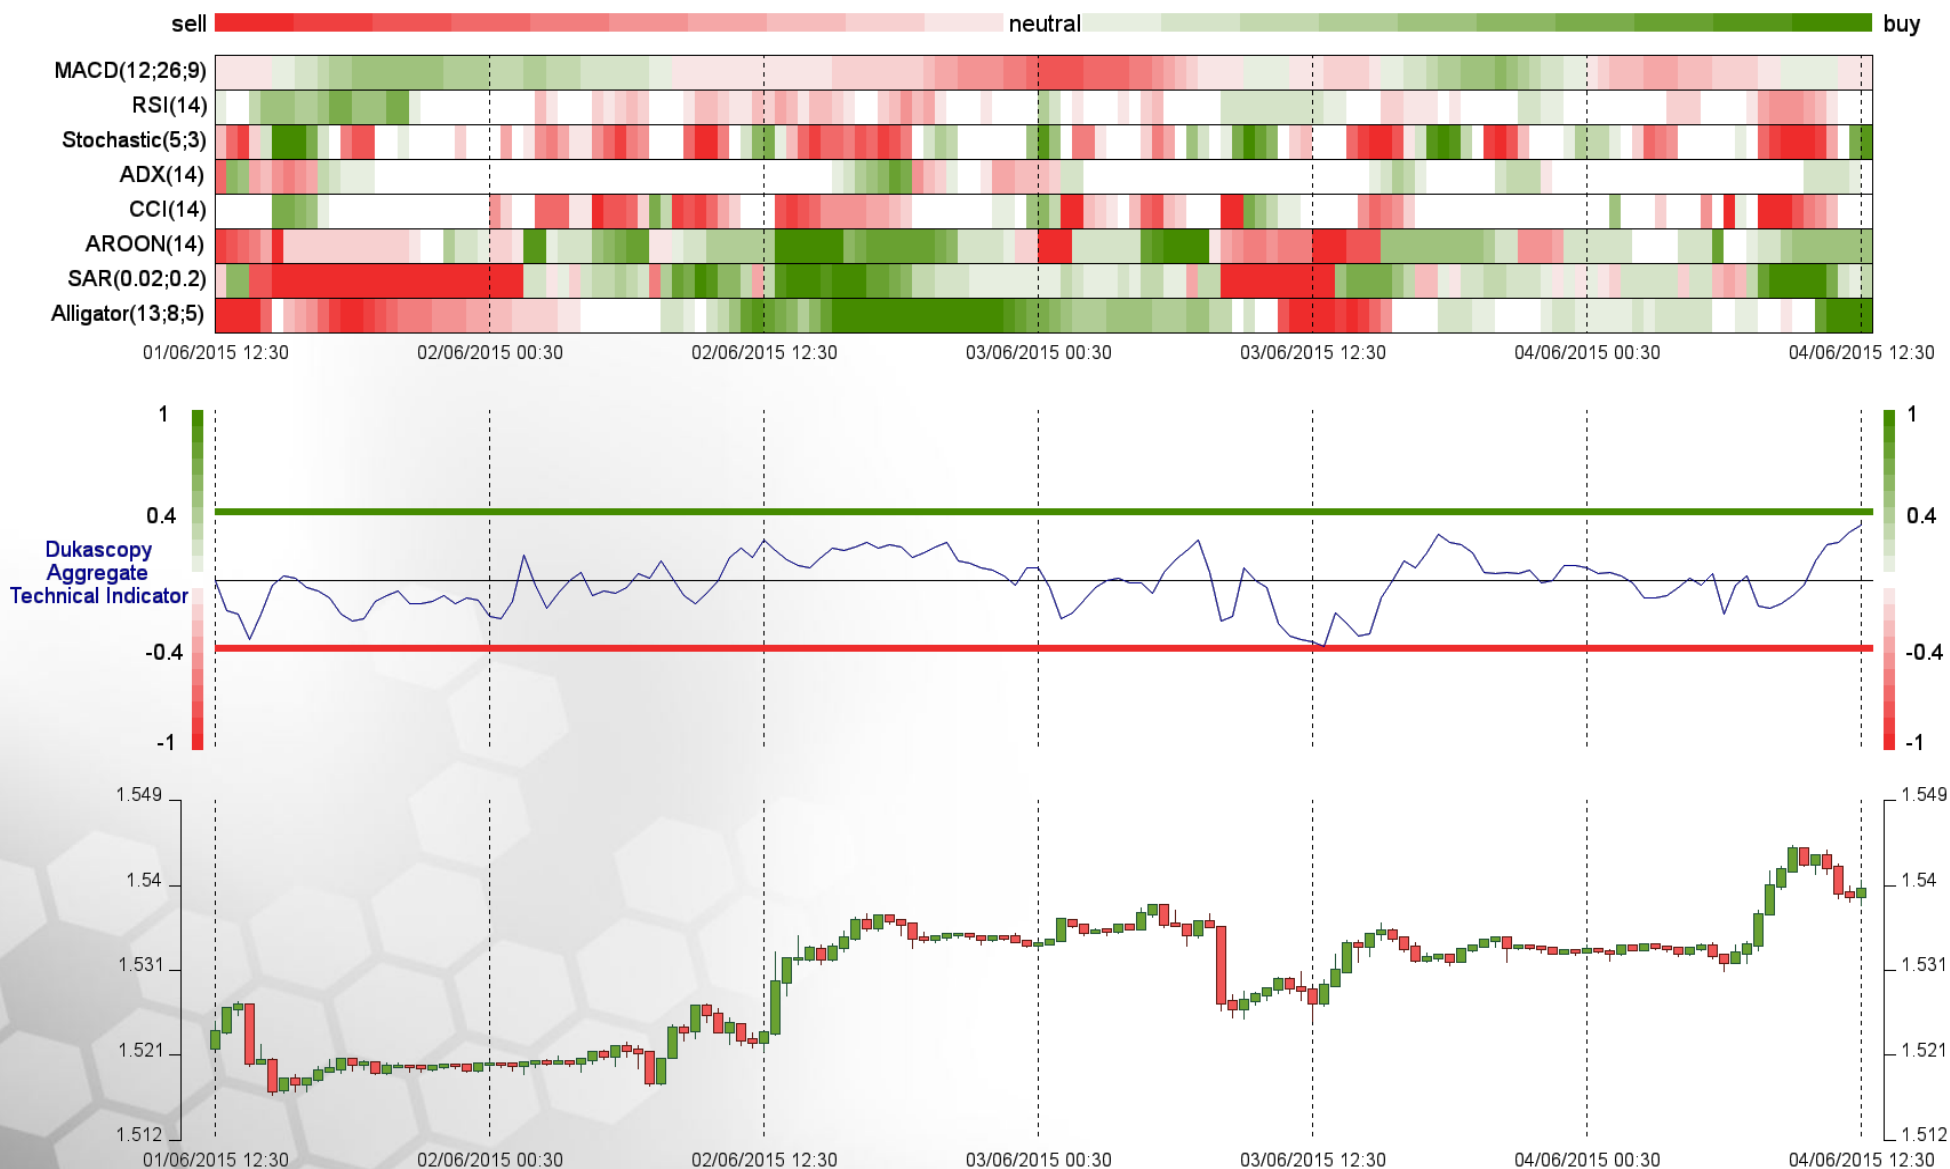 sell neutral buy
MACD(12;26;9)
RSI(14)
Stochastic(5;3)
ADX(14)
CCI(14)
AROON(14)
SAR(0.02;0.2)
Alligator(13;8;5)
01/06/2015 12:30 02/06/2015 00:30 02/06/2015 12:30 03/06/2015 00:30 03/06/2015 12:30 04/06/2015 00:30 04/06/2015 12:30
1 1
0.4 0.4
Dukascopy
Aggregate
Technical Indicator
-0.4 -0.4
-1 -1
1.549 1.549
1.54 1.54
1.531 1.531
1.521 1.521
1.512 1.512
01/06/2015 12:30 02/06/2015 00:30 02/06/2015 12:30 03/06/2015 00:30 03/06/2015 12:30 04/06/2015 00:30 04/06/2015 12:30